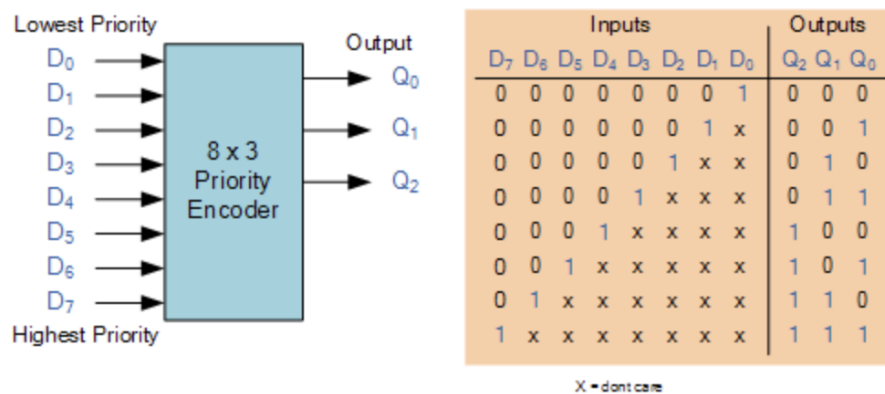 Lowest Priority
D₀
D₁
D₂
D₃
D₄
D₅
D₆
D₇
Highest Priority
8 x 3
Priority
Encoder
Output
Q₀
Q₁
Q₂
Inputs Outputs
D₇ D₆ D₅ D₄ D₃ D₂ D₁ D₀ Q₂ Q₁ Q₀
0 0 0 0 0 0 0 1 0 0 0
0 0 0 0 0 0 1 x 0 0 1
0 0 0 0 0 1 x x 0 1 0
0 0 0 0 1 x x x 0 1 1
0 0 0 1 x x x x 1 0 0
0 0 1 x x x x x 1 0 1
0 1 x x x x x x 1 1 0
1 x x x x x x x 1 1 1
X = dont care